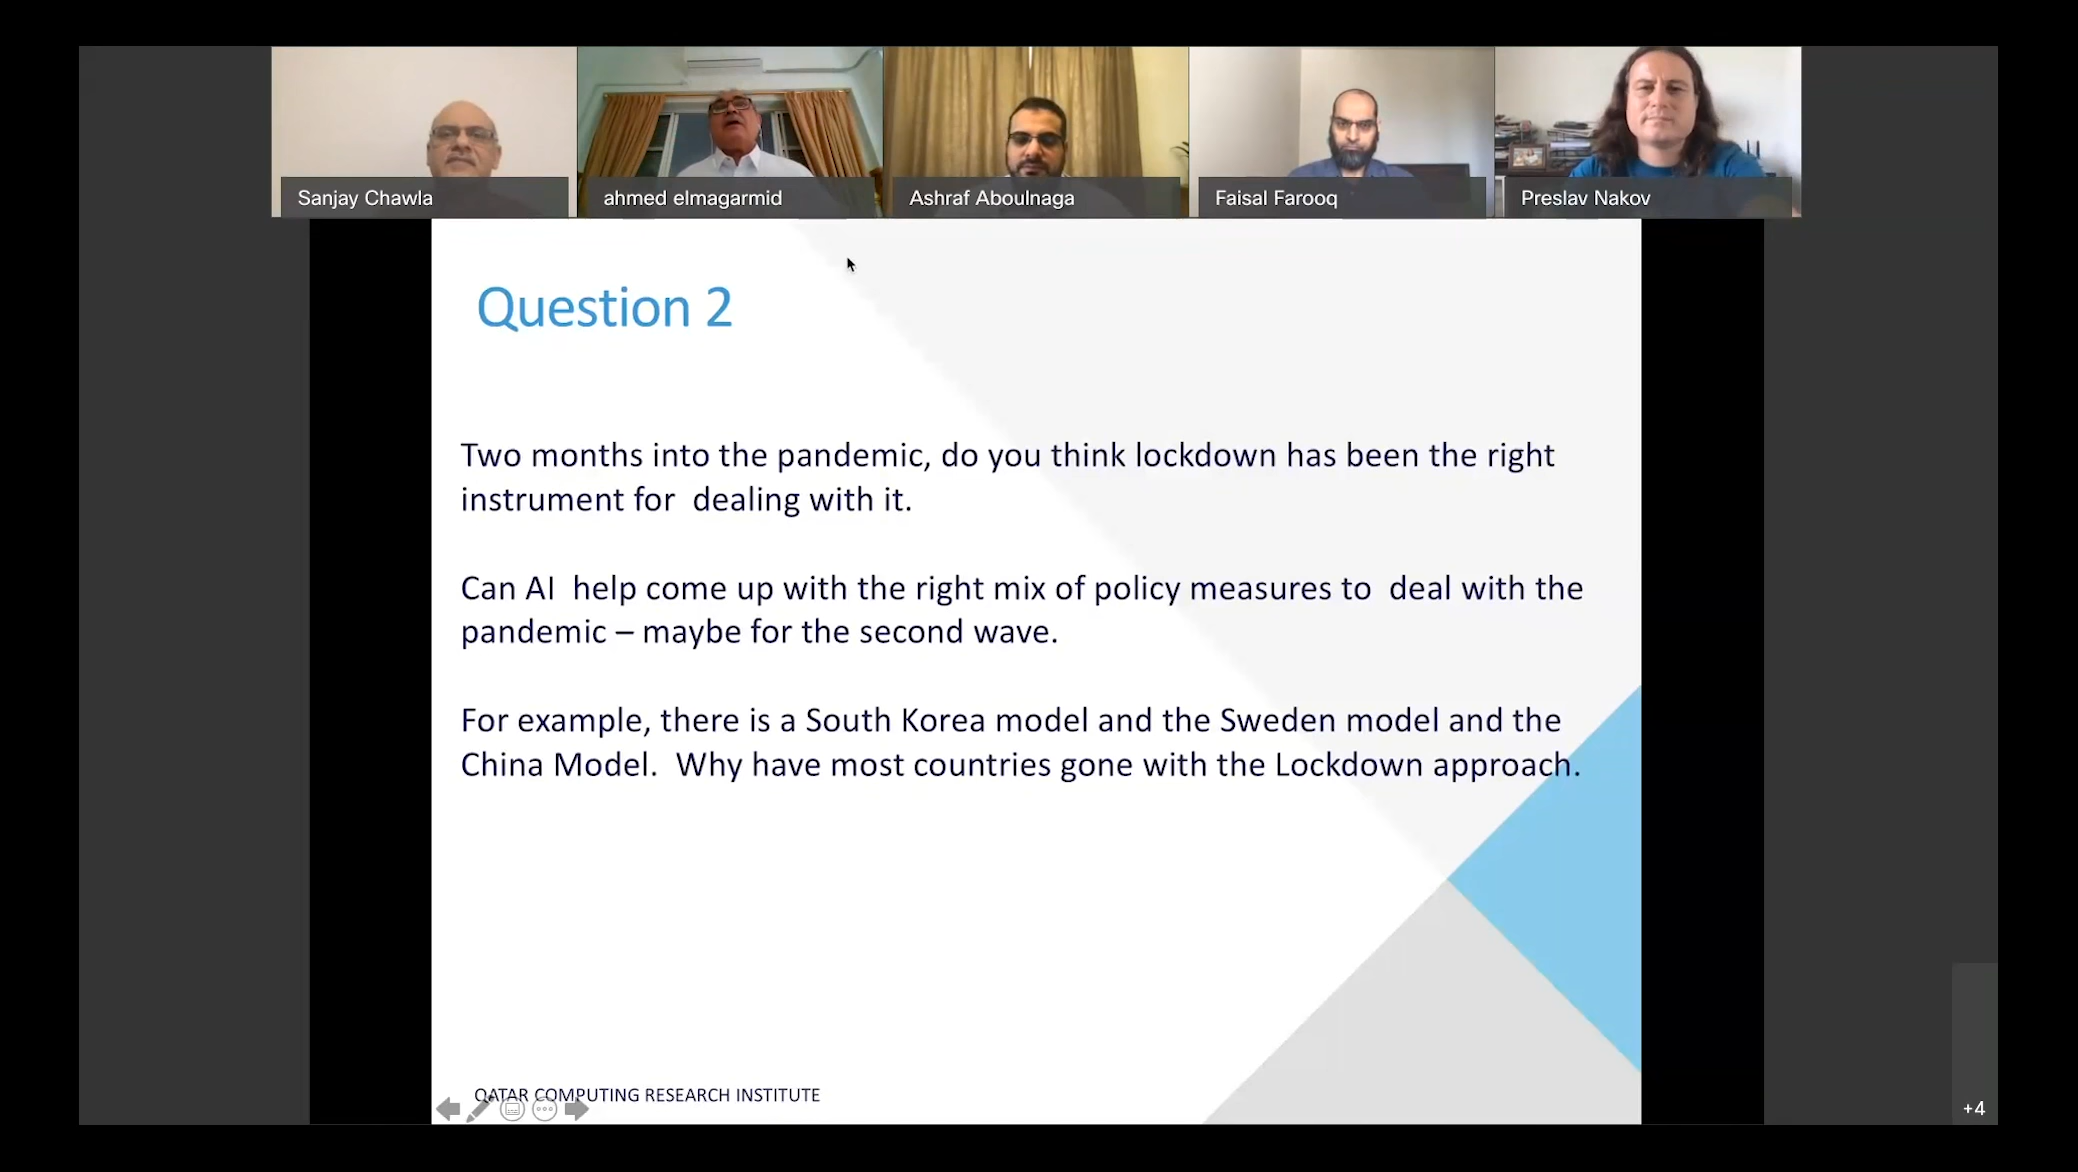 Sanjay Chawla
ahmed elmagarmid
Ashraf Aboulnaga
Faisal Farooq
Preslav Nakov
Question 2
Two months into the pandemic, do you think lockdown has been the right
instrument for  dealing with it.
Can AI  help come up with the right mix of policy measures to  deal with the
pandemic – maybe for the second wave.
For example, there is a South Korea model and the Sweden model and the
China Model.  Why have most countries gone with the Lockdown approach.
QATAR COMPUTING RESEARCH INSTITUTE
+4